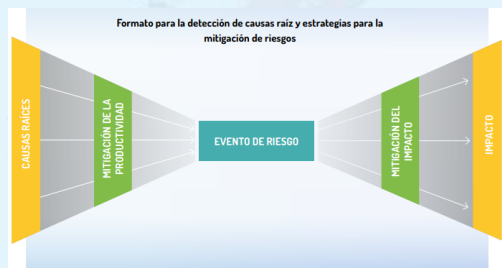 Formato para la detección de causas raíz y estrategias para la
mitigación de riesgos
CAUSAS RAÍCES
MITIGACIÓN DE LA
PRODUCTIVIDAD
EVENTO DE RIESGO
MITIGACIÓN DEL
IMPACTO
IMPACTO